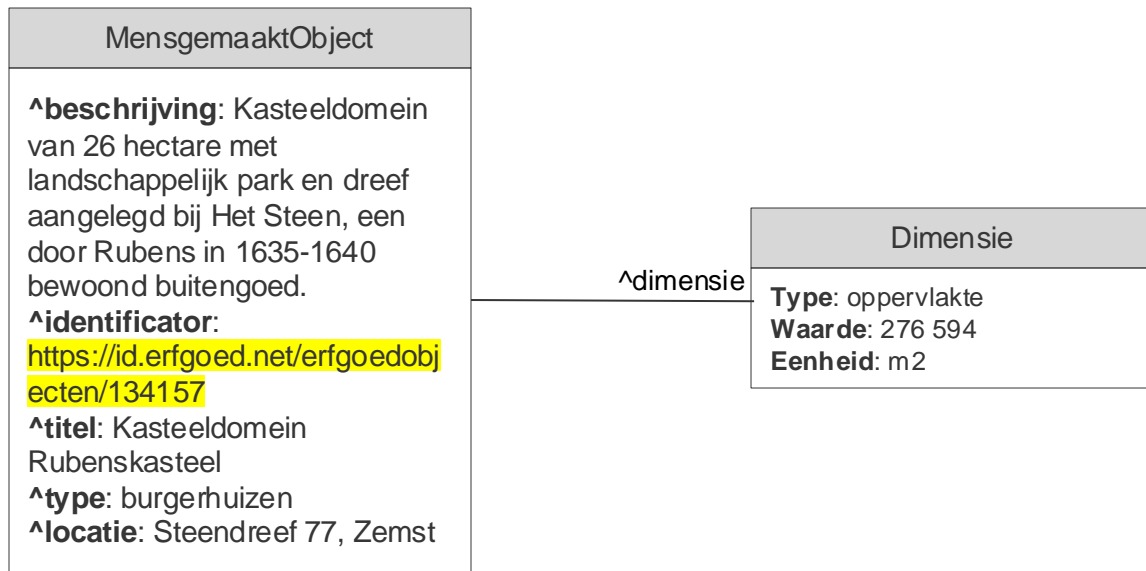 MensgemaaktObject
^beschrijving: Kasteeldomein
van 26 hectare met
landschappelijk park en dreef
aangelegd bij Het Steen, een
door Rubens in 1635-1640
bewoond buitengoed.
^identificator:
https://id.erfgoed.net/erfgoedobj
ecten/134157
^titel: Kasteeldomein
Rubenskasteel
^type: burgerhuizen
^locatie: Steendreef 77, Zemst
^dimensie
Dimensie
Type: oppervlakte
Waarde: 276 594
Eenheid: m2